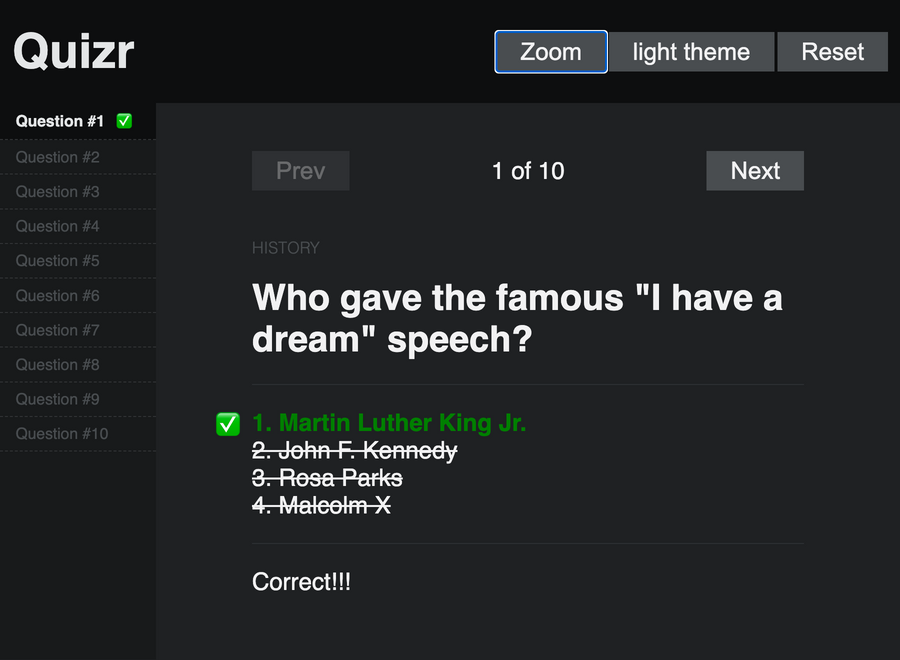 Quizr
Zoom
light theme
Reset
Question #1 ✅
Question #2
Question #3
Question #4
Question #5
Question #6
Question #7
Question #8
Question #9
Question #10
Prev
1 of 10
Next
HISTORY
Who gave the famous "I have a
dream" speech?
✅ 1. Martin Luther King Jr.
2. John F. Kennedy
3. Rosa Parks
4. Malcolm X
Correct!!!